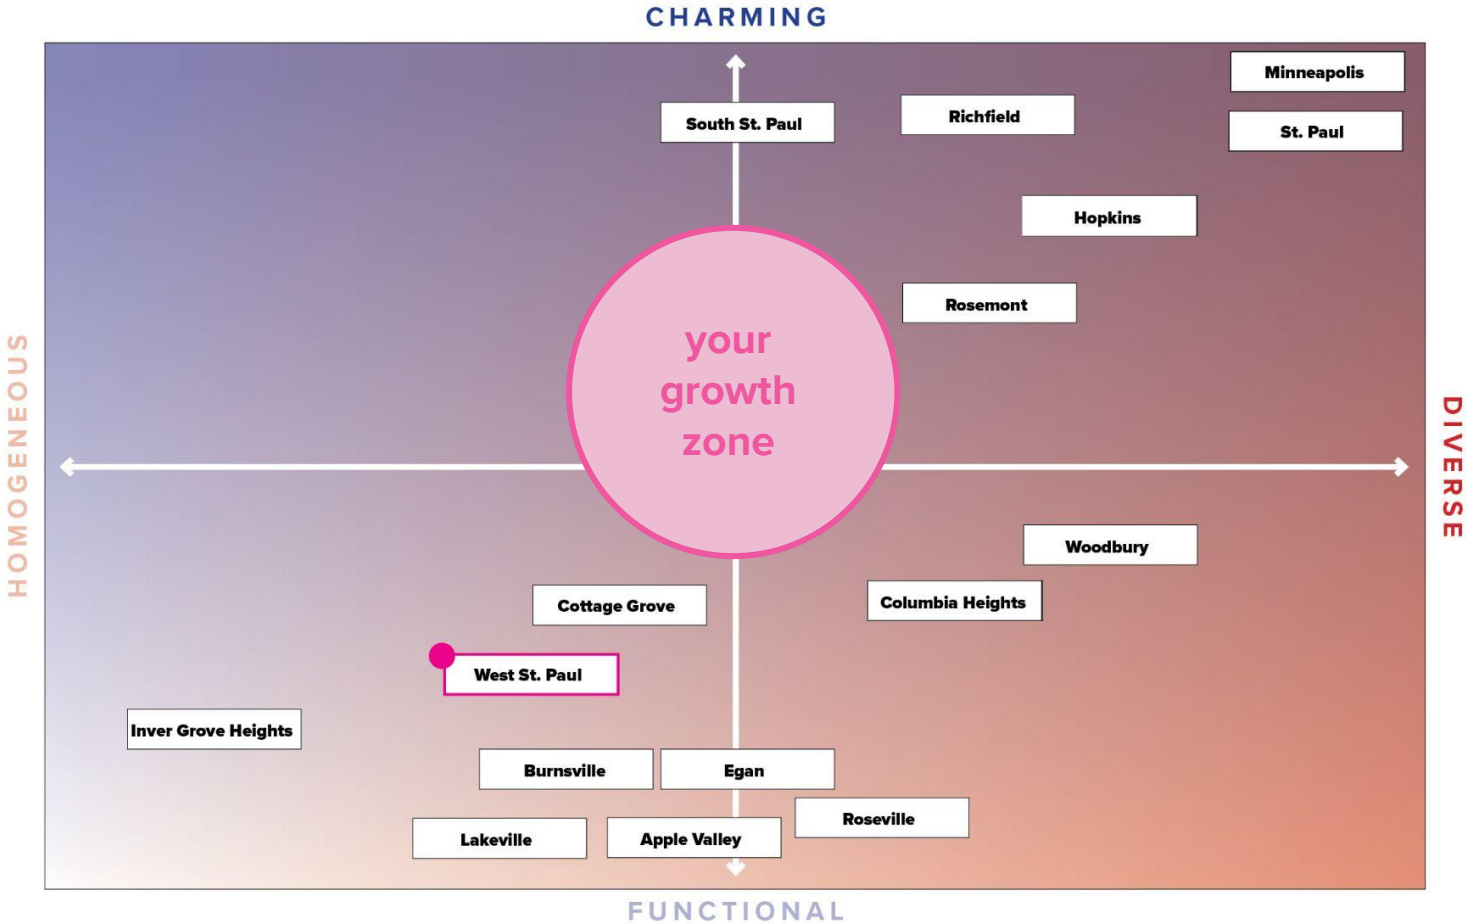 CHARMING
Minneapolis
South St. Paul
Richfield
St. Paul
Hopkins
Rosemont
your
growth
zone
HOMOGENEOUS
DIVERSE
Woodbury
Cottage Grove
Columbia Heights
West St. Paul
Inver Grove Heights
Burnsville
Egan
Roseville
Lakeville
Apple Valley
FUNCTIONAL